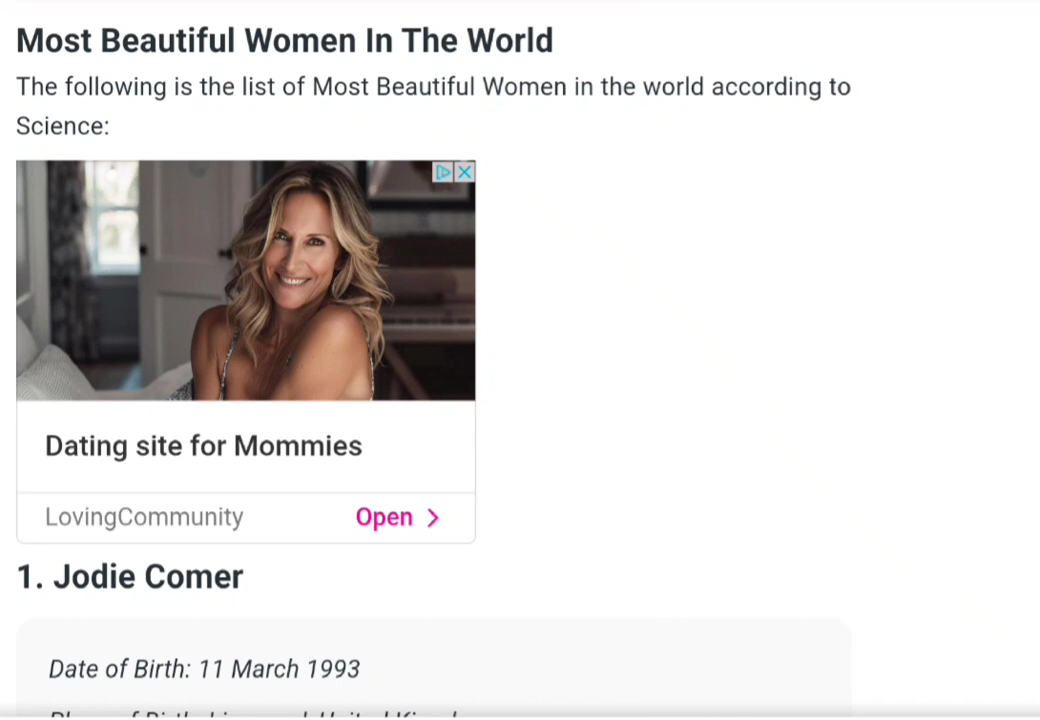 Most Beautiful Women In The World
The following is the list of Most Beautiful Women in the world according to
Science:
Dating site for Mommies
LovingCommunity Open
1. Jodie Comer
Date of Birth: 11 March 1993